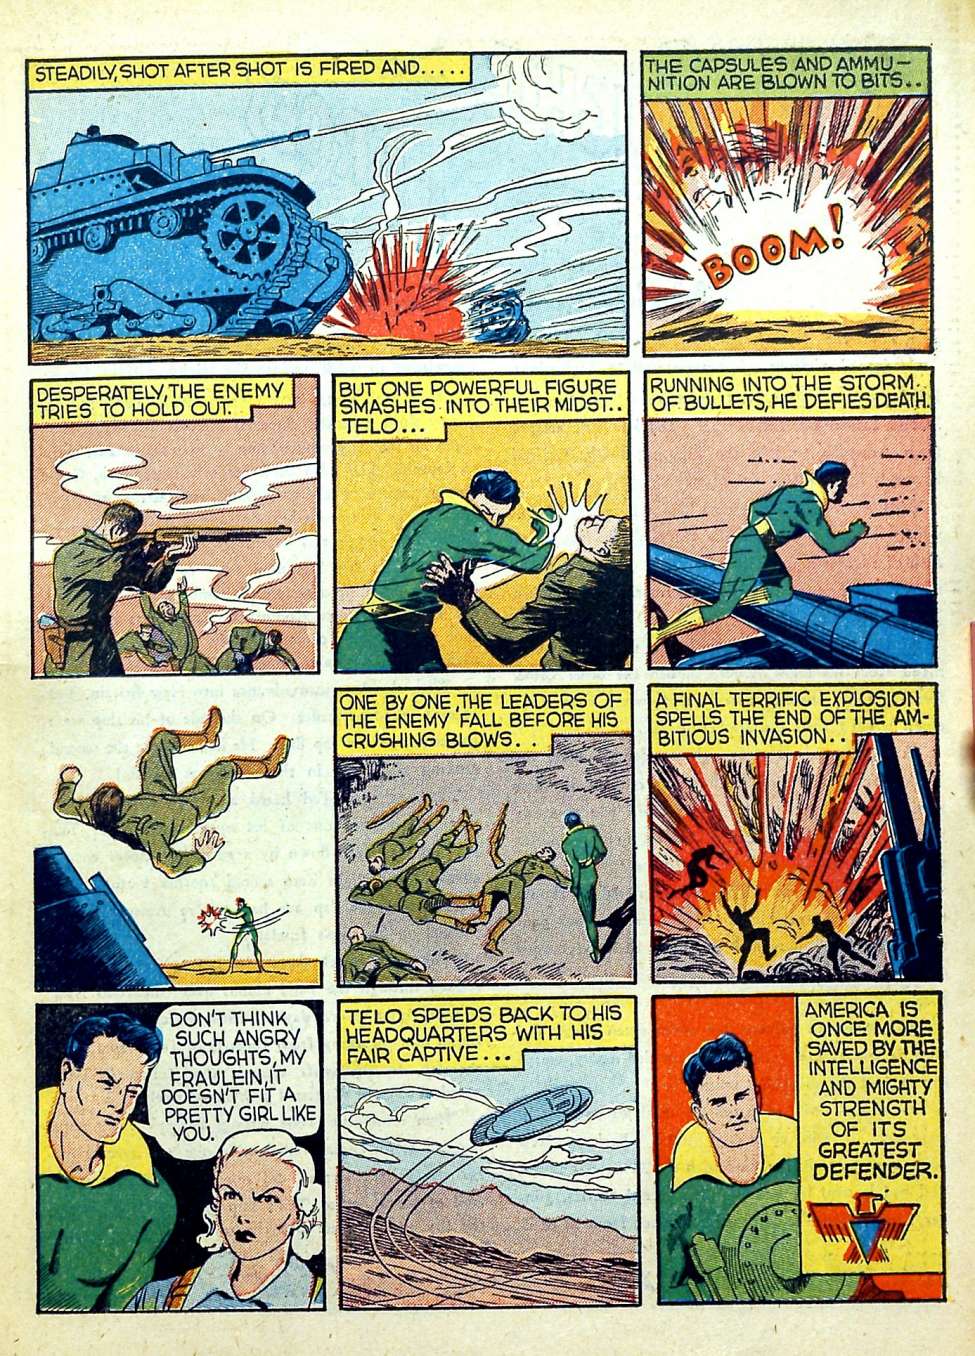 STEADILY, SHOT AFTER SHOT IS FIRED AND.....
THE CAPSULES AND AMMU-
NITION ARE BLOWN TO BITS..
BOOM!
DESPERATELY, THE ENEMY
TRIES TO HOLD OUT..
BUT ONE POWERFUL FIGURE
SMASHES INTO THEIR MIDST..
TELO...
RUNNING INTO THE STORM
OF BULLETS, HE DEFIES DEATH.
ONE BY ONE, THE LEADERS OF
THE ENEMY FALL BEFORE HIS
CRUSHING BLOWS...
A FINAL TERRIFIC EXPLOSION
SPELLS THE END OF THE AM-
BITIOUS INVASION..
DON'T THINK
SUCH ANGRY
THOUGHTS, MY
FRAULEIN, IT
DOESN'T FIT A
PRETTY GIRL LIKE
YOU.
TELO SPEEDS BACK TO HIS
HEADQUARTERS WITH HIS
FAIR CAPTIVE...
AMERICA IS
ONCE MORE
SAVED BY THE
INTELLIGENCE
AND MIGHTY
STRENGTH
OF ITS
GREATEST
DEFENDER.